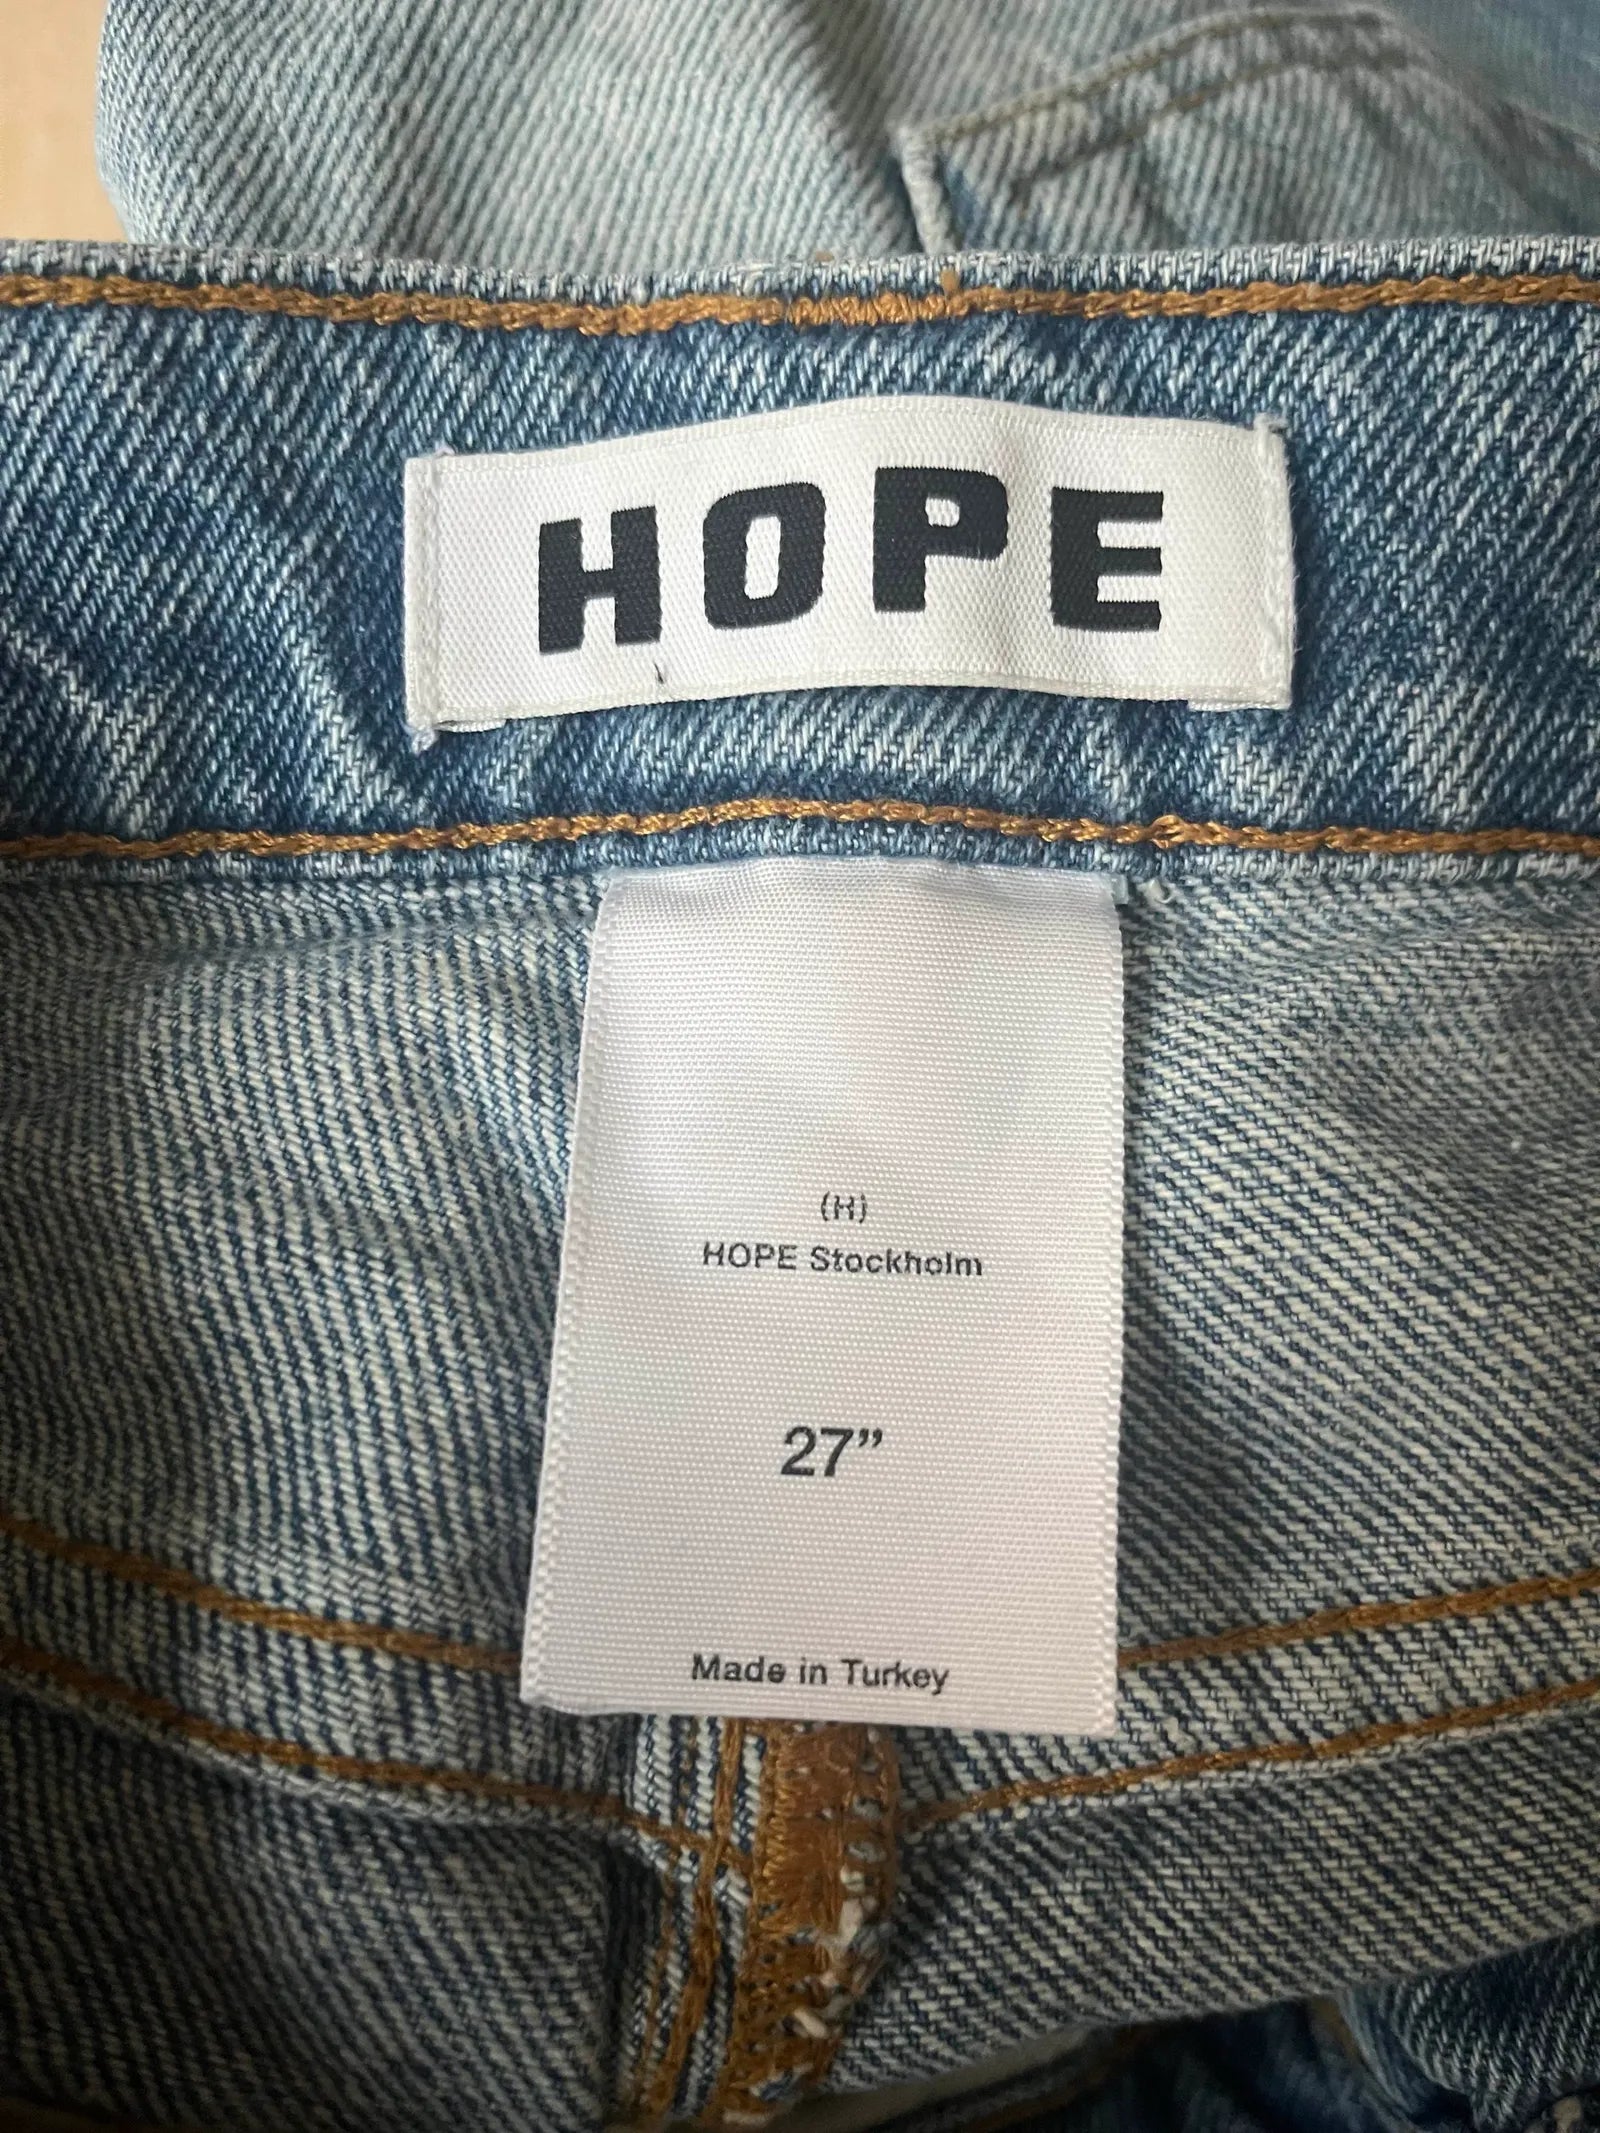 HOPE
(H)
HOPE Stockholm
27”
Made in Turkey